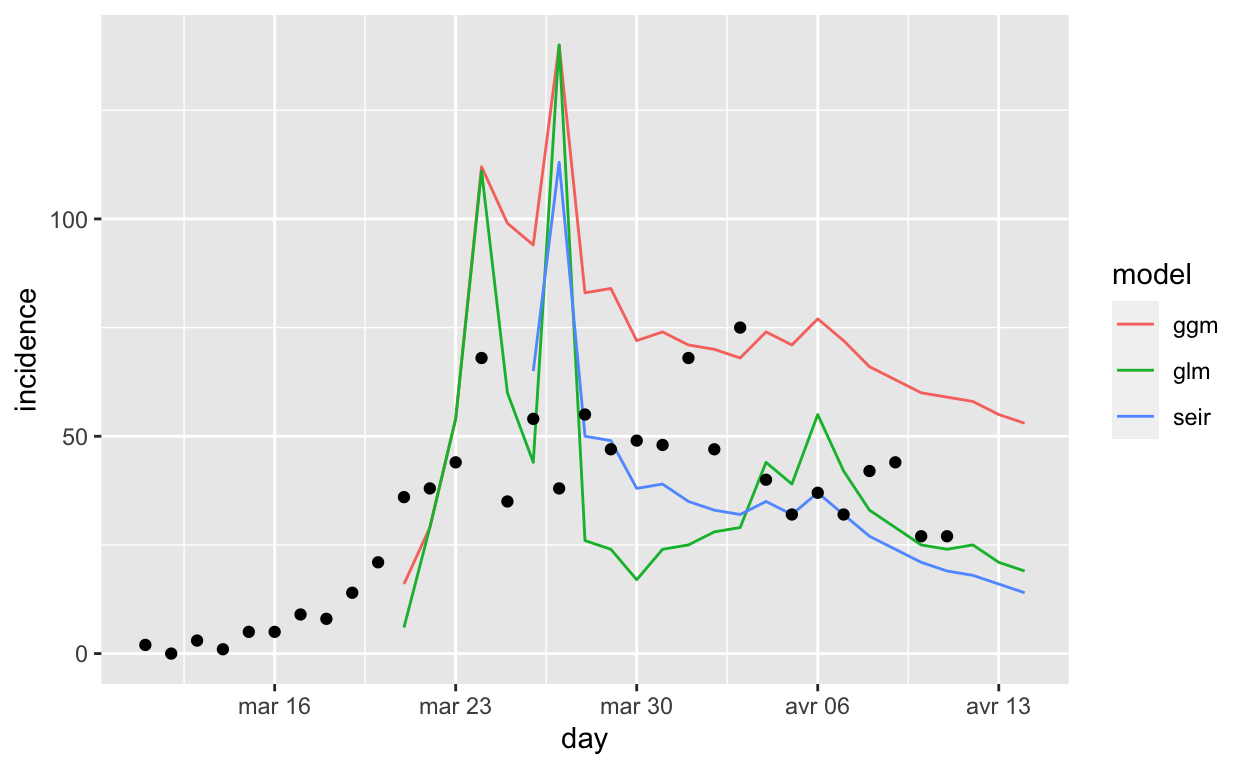 incidence
100
50
0
mar 16
mar 23
mar 30
avr 06
avr 13
day
model
ggm
glm
seir